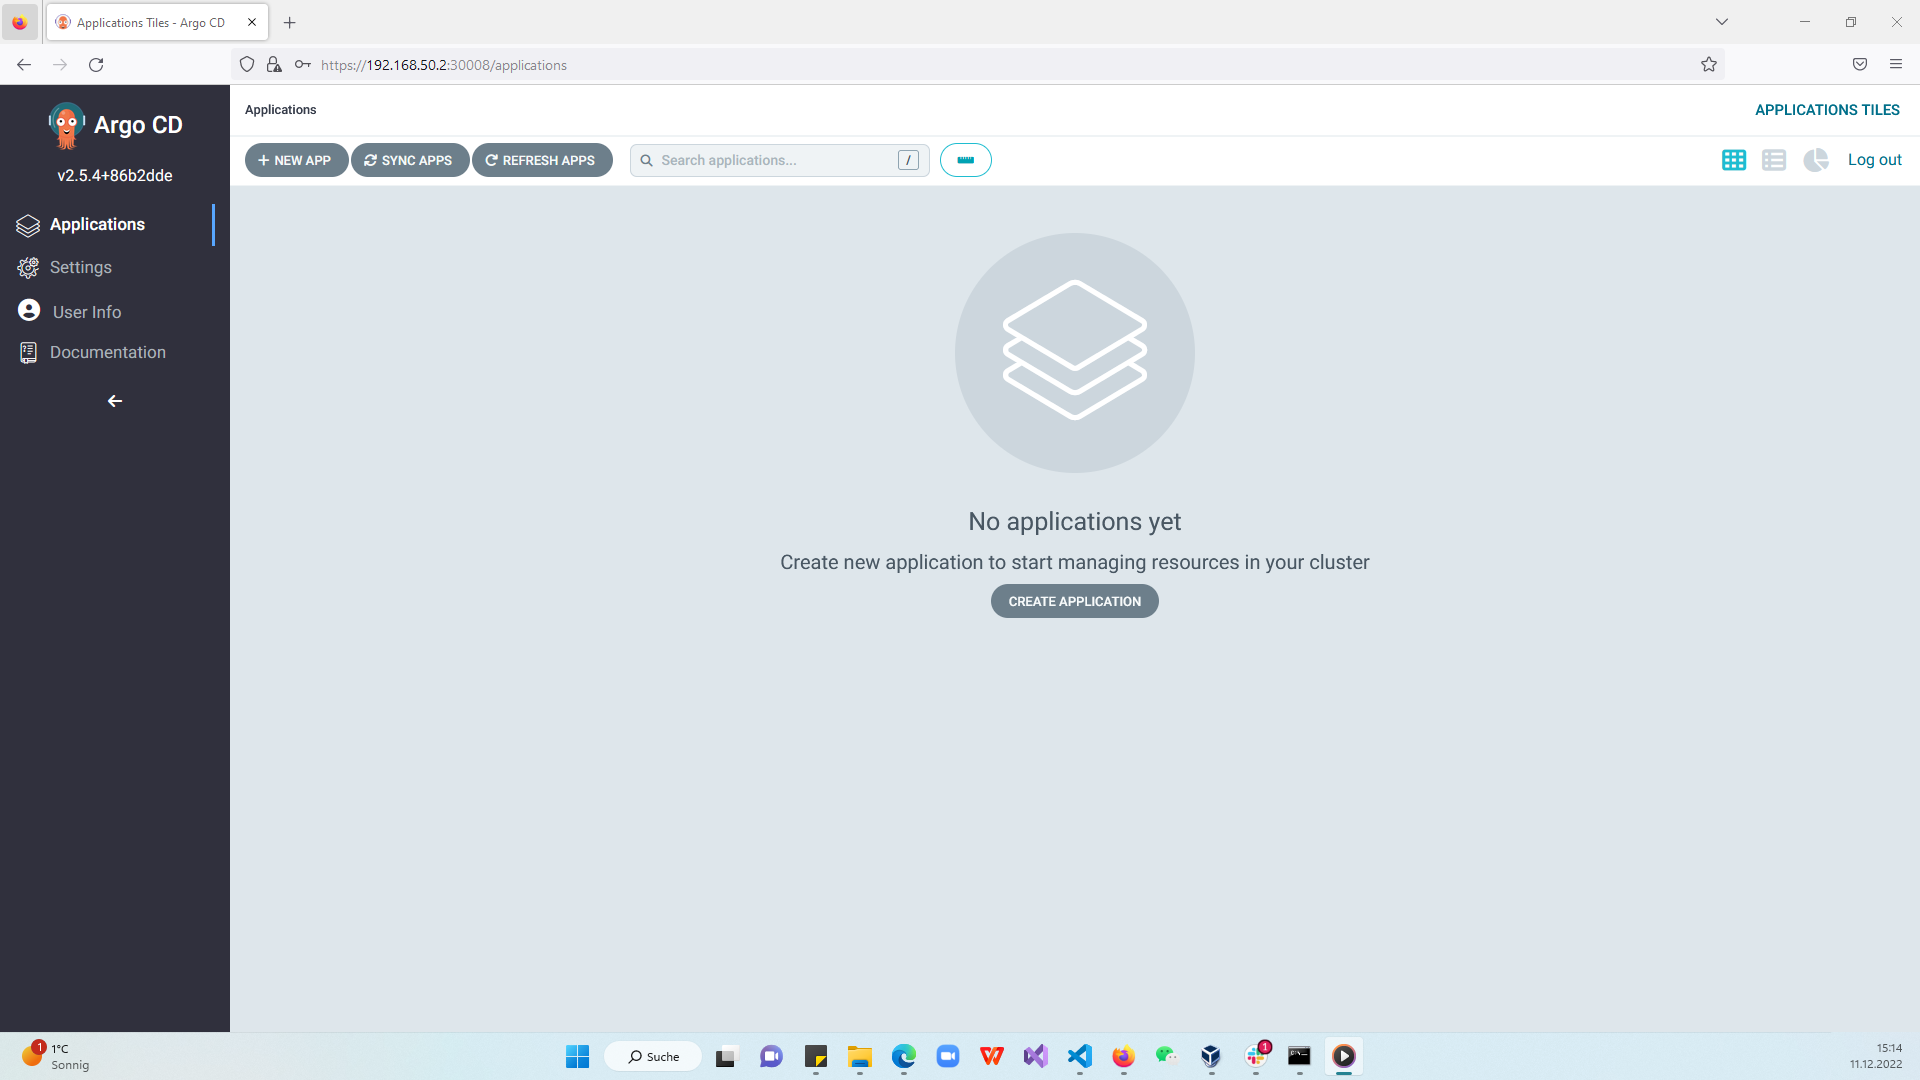 Applications Tiles - Argo CD
https://192.168.50.2:30008/applications
Argo CD
v2.5.4+86b2dde
Applications
Settings
User Info
Documentation
Applications
APPLICATIONS TILES
+ NEW APP
SYNC APPS
REFRESH APPS
Search applications...
/
Log out
No applications yet
Create new application to start managing resources in your cluster
CREATE APPLICATION
1
1°C
Sonnig
Suche
1
15:14
11.12.2022